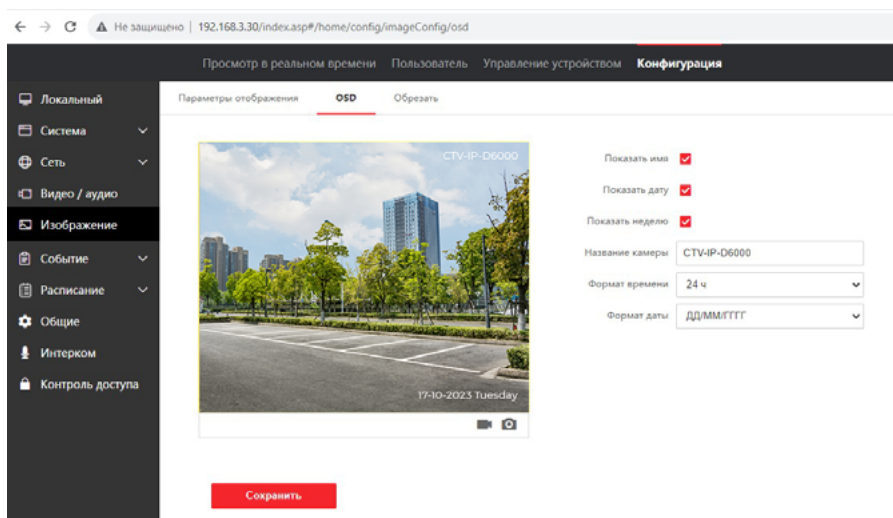 Не защищено | 192.168.3.30/index.asp#/home/config/imageConfig/osd
Просмотр в реальном времени Пользователь Управление устройством Конфигурация
Локальный
Система
Сеть
Видео / аудио
Изображение
Событие
Расписание
Общие
Интерком
Контроль доступа
Параметры отображения OSD Обрезать
CTV-IP-D6000
17-10-2023 Tuesday
Показать имя
Показать дату
Показать неделю
Название камеры CTV-IP-D6000
Формат времени 24 ч
Формат даты ДД/ММ/ГГГГ
Сохранить